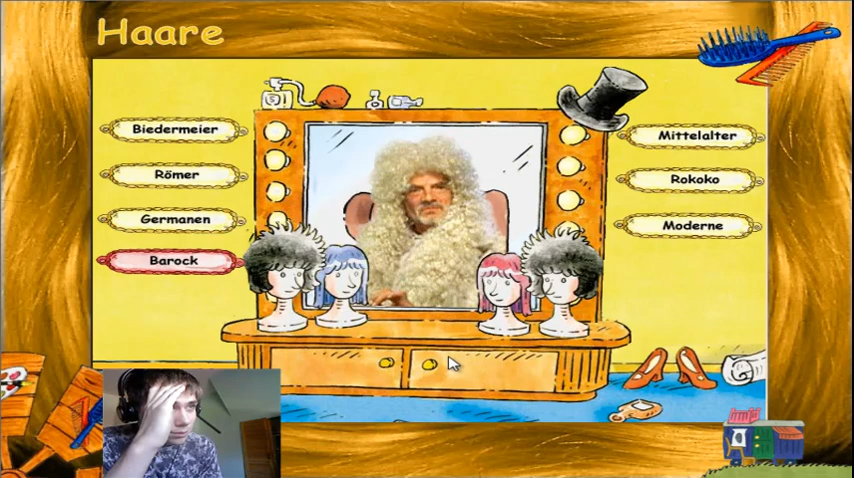 Haare
Biedermeier
Römer
Germanen
Barock
Mittelalter
Rokoko
Moderne